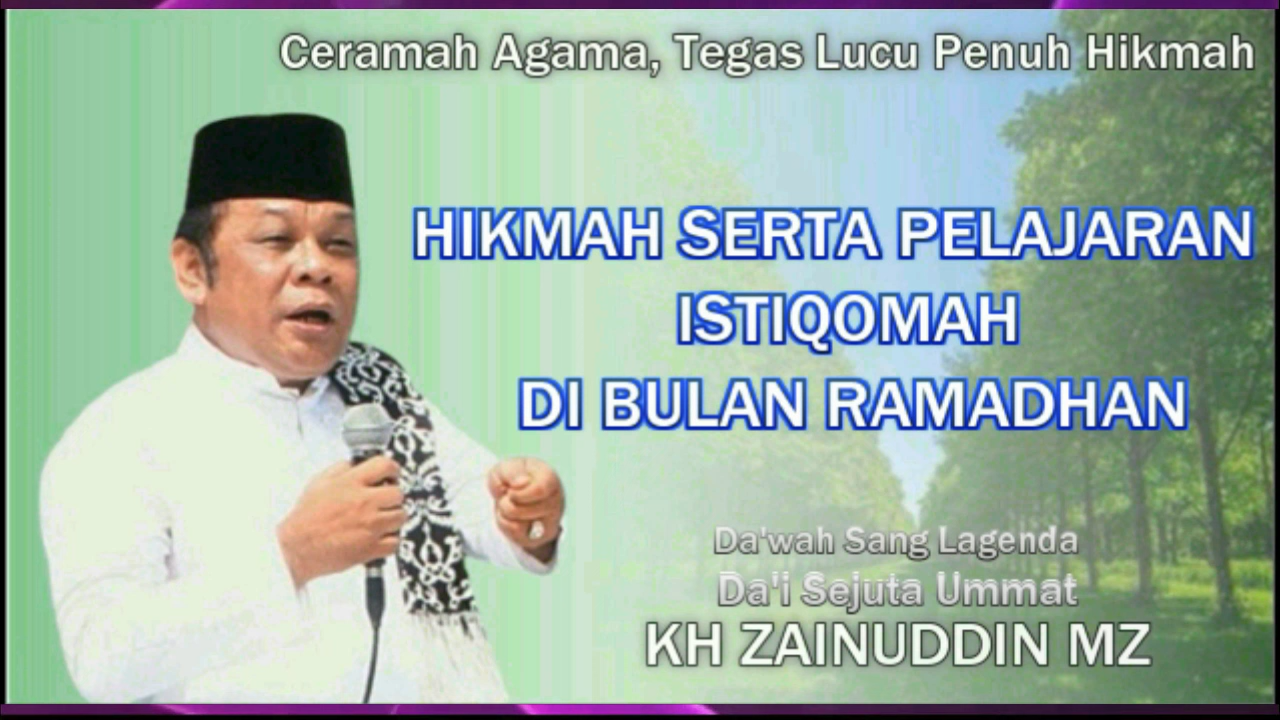 Ceramah Agama, Tegas Lucu Penuh Hikmah
HIKMAH SERTA PELAJARAN
ISTIQOMAH
DI BULAN RAMADHAN
Da'wah Sang Lagenda
Da'i Sejuta Ummat
KH ZAINUDDIN MZ